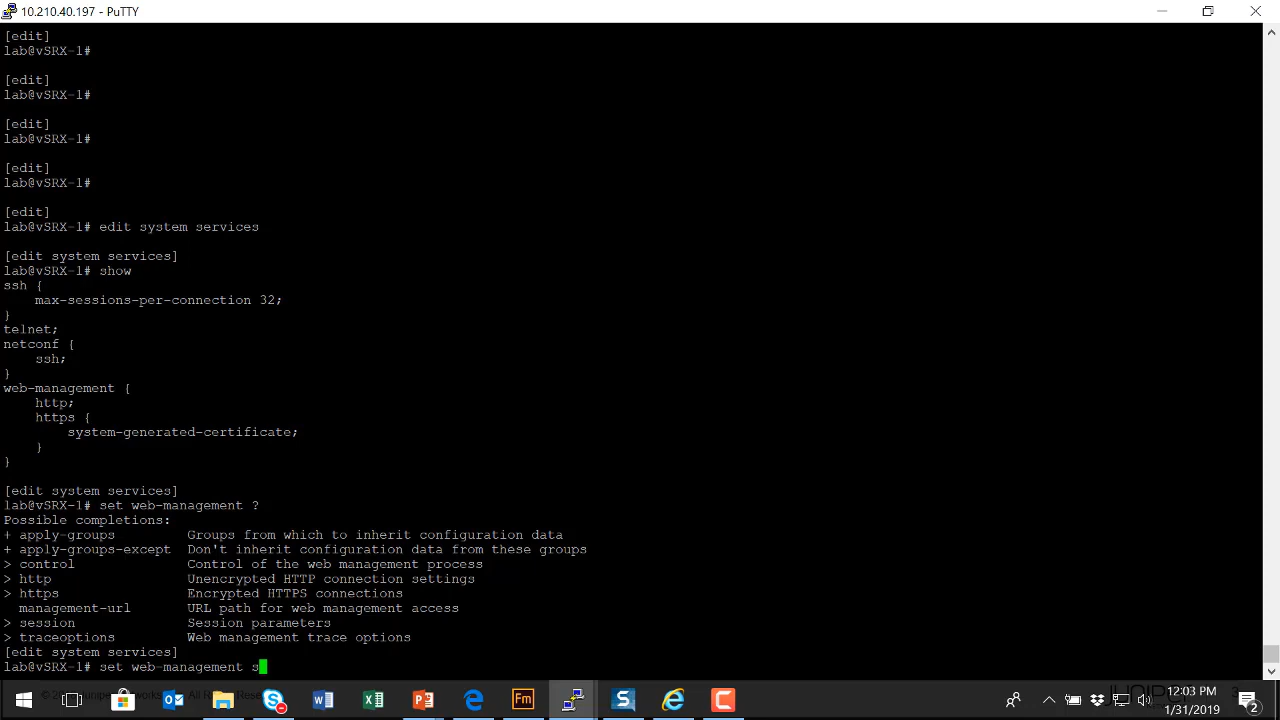 10.210.40.197 - PuTTY
[edit]
lab@vSRX-1#
[edit]
lab@vSRX-1#
[edit]
lab@vSRX-1#
[edit]
lab@vSRX-1#
[edit]
lab@vSRX-1# edit system services
[edit system services]
lab@vSRX-1# show
ssh {
    max-sessions-per-connection 32;
}
telnet;
netconf {
    ssh;
}
web-management {
    http;
    https {
        system-generated-certificate;
    }
}
[edit system services]
lab@vSRX-1# set web-management ?
Possible completions:
+ apply-groups         Groups from which to inherit configuration data
+ apply-groups-except  Don't inherit configuration data from these groups
> control              Control of the web management process
> http                 Unencrypted HTTP connection settings
> https                Encrypted HTTPS connections
  management-url       URL path for web management access
> session              Session parameters
> traceoptions         Web management trace options
[edit system services]
lab@vSRX-1# set web-management s
12:03 PM
1/31/2019
2